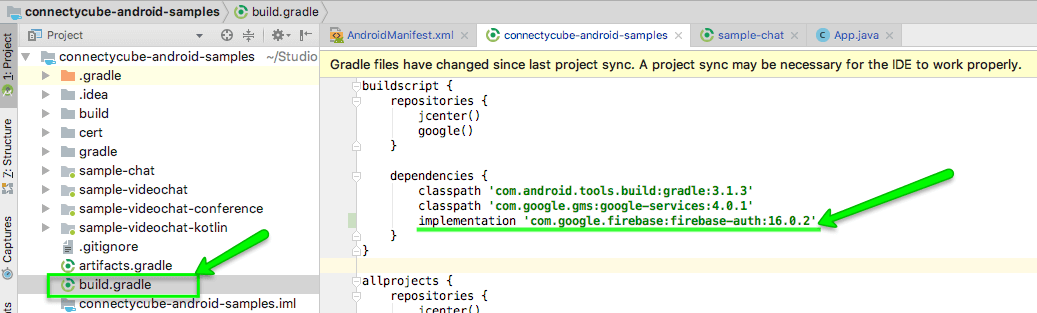 connectycube-android-samples build.gradle
Project
AndroidManifest.xml
connectycube-android-samples
sample-chat
App.java
1: Project
Z: Structure
Captures
connectycube-android-samples ~/Studio
.gradle
.idea
build
cert
gradle
sample-chat
sample-videochat
sample-videochat-conference
sample-videochat-kotlin
.gitignore
artifacts.gradle
build.gradle
connectycube-android-samples.iml
Gradle files have changed since last project sync. A project sync may be necessary for the IDE to work properly.
buildscript {
repositories {
jcenter()
google()
}
dependencies {
classpath 'com.android.tools.build:gradle:3.1.3'
classpath 'com.google.gms:google-services:4.0.1'
implementation 'com.google.firebase:firebase-auth:16.0.2'
}
}
allprojects {
repositories {
jcenter()